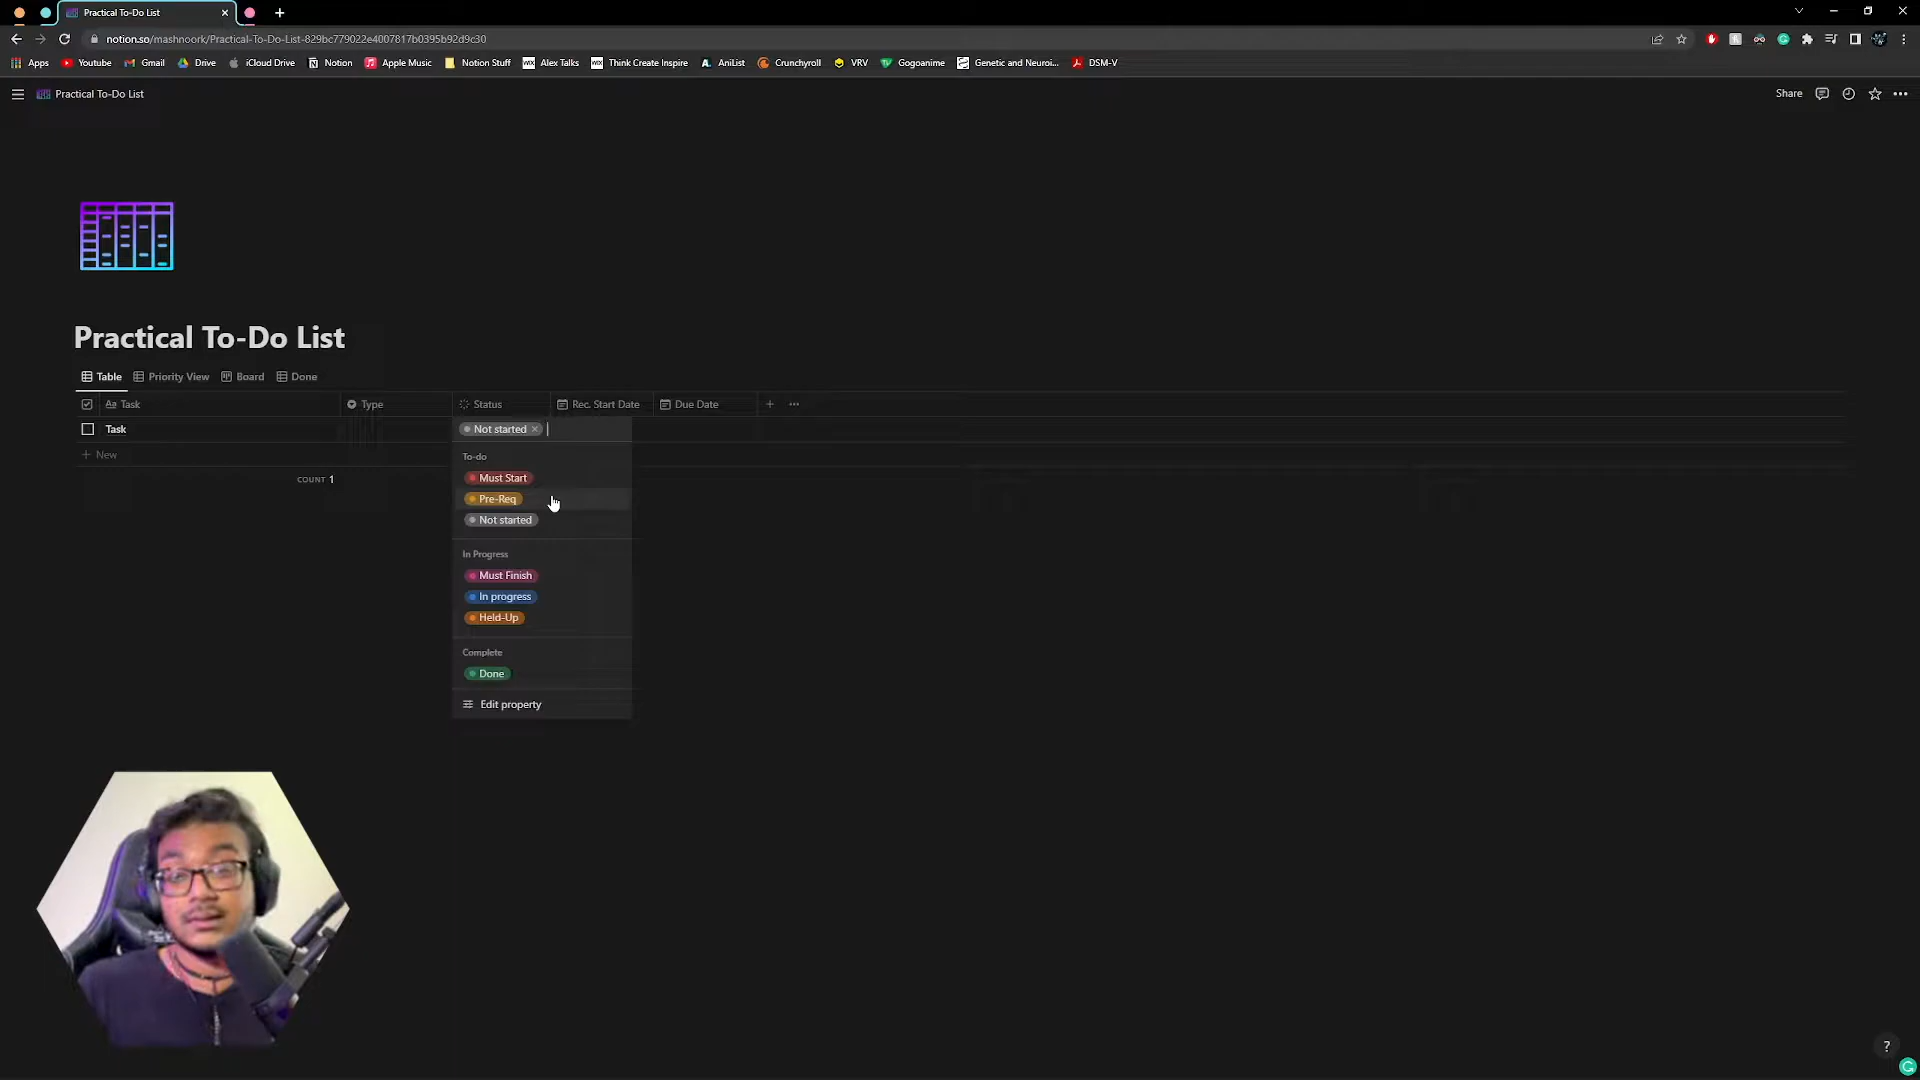 Practical To-Do List
notion.so/mashnoork/Practical-To-Do-List-829bc779022e4007817b0395b92d9c30
Apps Youtube Gmail Drive iCloud Drive Notion Apple Music Notion Stuff WIX Alex Talks WIX Think Create Inspire AniList Crunchyroll VRV Gogoanime Genetic and Neuroi... DSM-V
Practical To-Do List Share
Practical To-Do List
Table Priority View Board Done
Aa Task Type Status Rec. Start Date Due Date
Task Not started
New
COUNT 1
To-do
Must Start
Pre-Req
Not started
In Progress
Must Finish
In progress
Held-Up
Complete
Done
Edit property
?